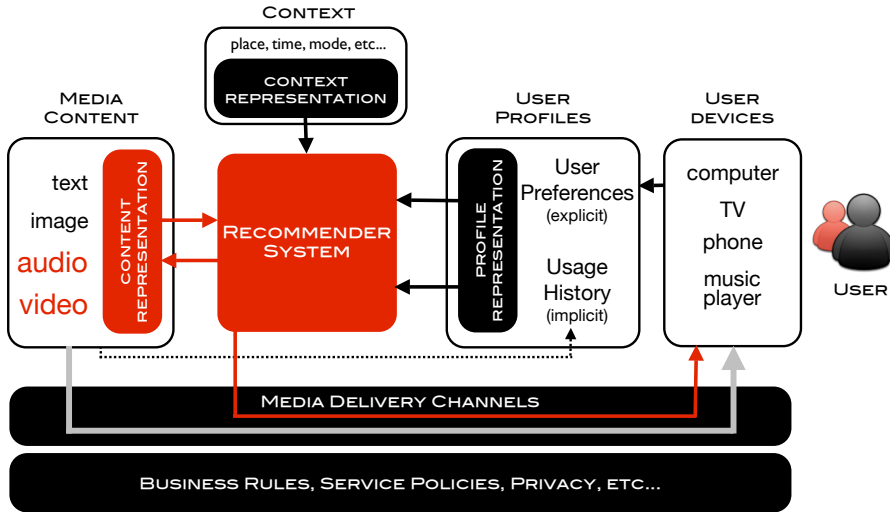 CONTEXT
place, time, mode, etc...
CONTEXT
REPRESENTATION
MEDIA
CONTENT
text
image
audio
video
CONTENT
REPRESENTATION
RECOMMENDER
SYSTEM
USER
PROFILES
PROFILE
REPRESENTATION
User
Preferences
(explicit)
Usage
History
(implicit)
USER
DEVICES
computer
TV
phone
music
player
USER
MEDIA DELIVERY CHANNELS
BUSINESS RULES, SERVICE POLICIES, PRIVACY, ETC...